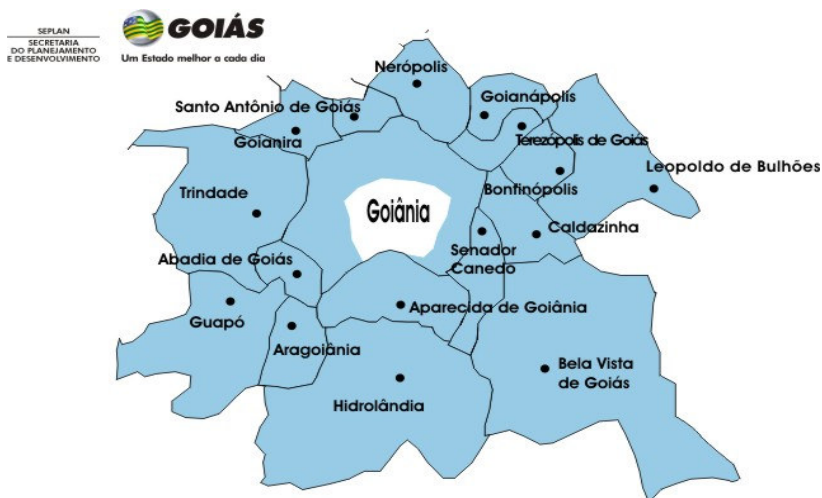 SEPLAN
SECRETARIA
DO PLANEJAMENTO
E DESENVOLVIMENTO
GOIÁS
Um Estado melhor a cada dia
Nerópolis
Goianápolis
Santo Antônio de Goiás
Terezópolis de Goiás
Goianira
Leopoldo de Bulhões
Trindade
Bonfinópolis
Goiânia
Caldazinha
Senador
Canedo
Abadia de Goiás
Aparecida de Goiânia
Guapó
Aragoiânia
Bela Vista
de Goiás
Hidrolândia